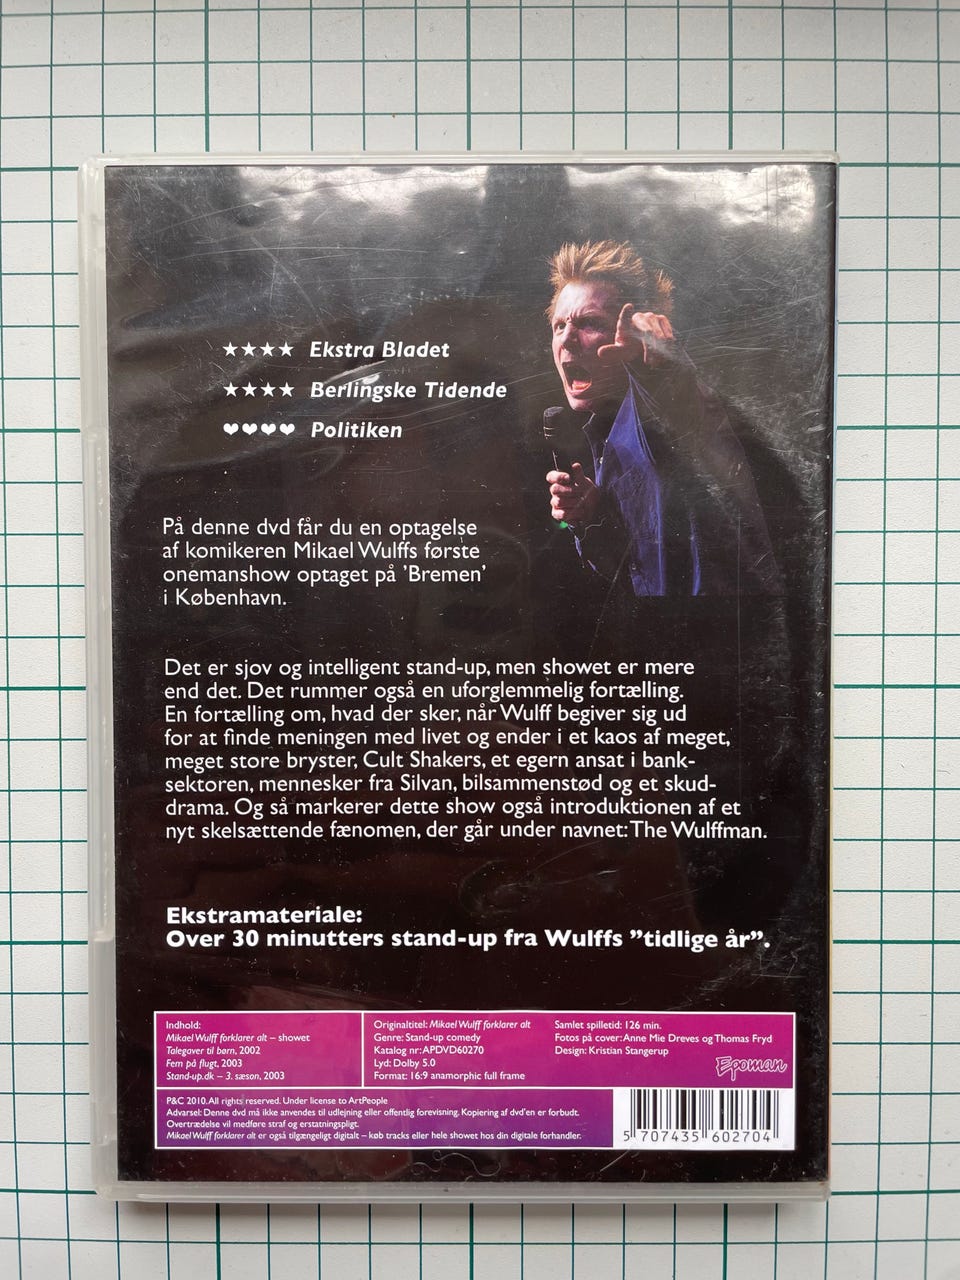 ★★★★ Ekstra Bladet
★★★★ Berlingske Tidende
❤❤❤❤ Politiken
På denne dvd får du en optagelse
af komikeren Mikael Wulffs første
onemanshow optaget på ’Bremen’
i København.
Det er sjov og intelligent stand-up, men showet er mere
end det. Det rummer også en uforglemmelig fortælling.
En fortælling om, hvad der sker, når Wulff begiver sig ud
for at finde meningen med livet og ender i et kaos af meget,
meget store bryster, Cult Shakers, et egern ansat i bank-
sektoren, mennesker fra Silvan, bilsammenstød og et skud-
drama. Og så markerer dette show også introduktionen af et
nyt skelsættende fænomen, der går under navnet: The Wulffman.
Ekstramateriale:
Over 30 minutters stand-up fra Wulffs ”tidlige år”.
Indhold:
Mikael Wulff forklarer alt – showet
Talegaver til børn, 2002
Fem på flugt, 2003
Stand-up.dk – 3. sæson, 2003
Originaltitel: Mikael Wulff forklarer alt
Genre: Stand-up comedy
Katalog nr: APDVD60270
Lyd: Dolby 5.0
Format: 16:9 anamorphic full frame
Samlet spilletid: 126 min.
Fotos på cover: Anne Mie Dreves og Thomas Fryd
Design: Kristian Stangerup
Epoman
P&C 2010. All rights reserved. Under license to ArtPeople
Advarsel: Denne dvd må ikke anvendes til udlejning eller offentlig forevisning. Kopiering af dvd'en er forbudt.
Overtrædelse vil medføre straf og erstatningspligt.
Mikael Wulff forklarer alt er også tilgængeligt digitalt – køb tracks eller hele showet hos din digitale forhandler.
5 707435 602704